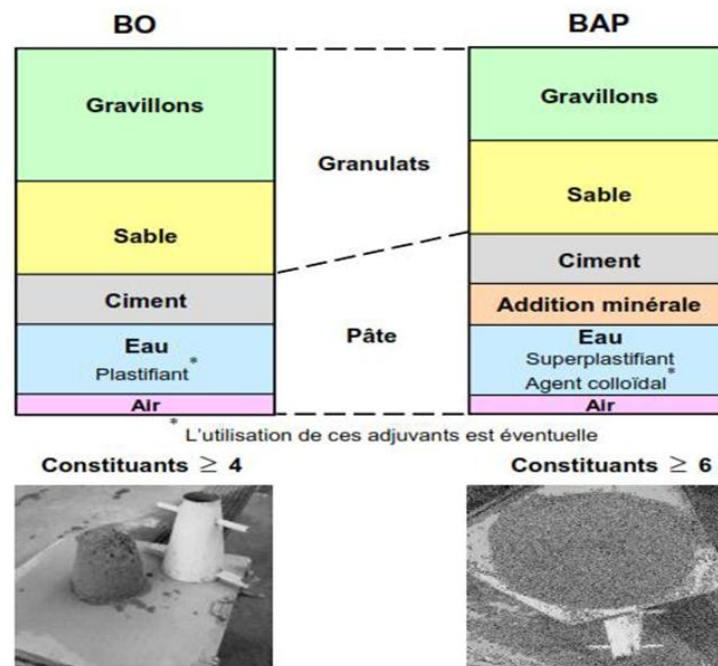 BO
BAP
Gravillons
Gravillons
Granulats
Sable
Sable
Ciment
Ciment
Addition minérale
Pâte
Eau
Eau
Plastifiant*
Superplastifiant
Agent colloïdal*
Air
Air
* L'utilisation de ces adjuvants est éventuelle
Constituants ≥ 4
Constituants ≥ 6